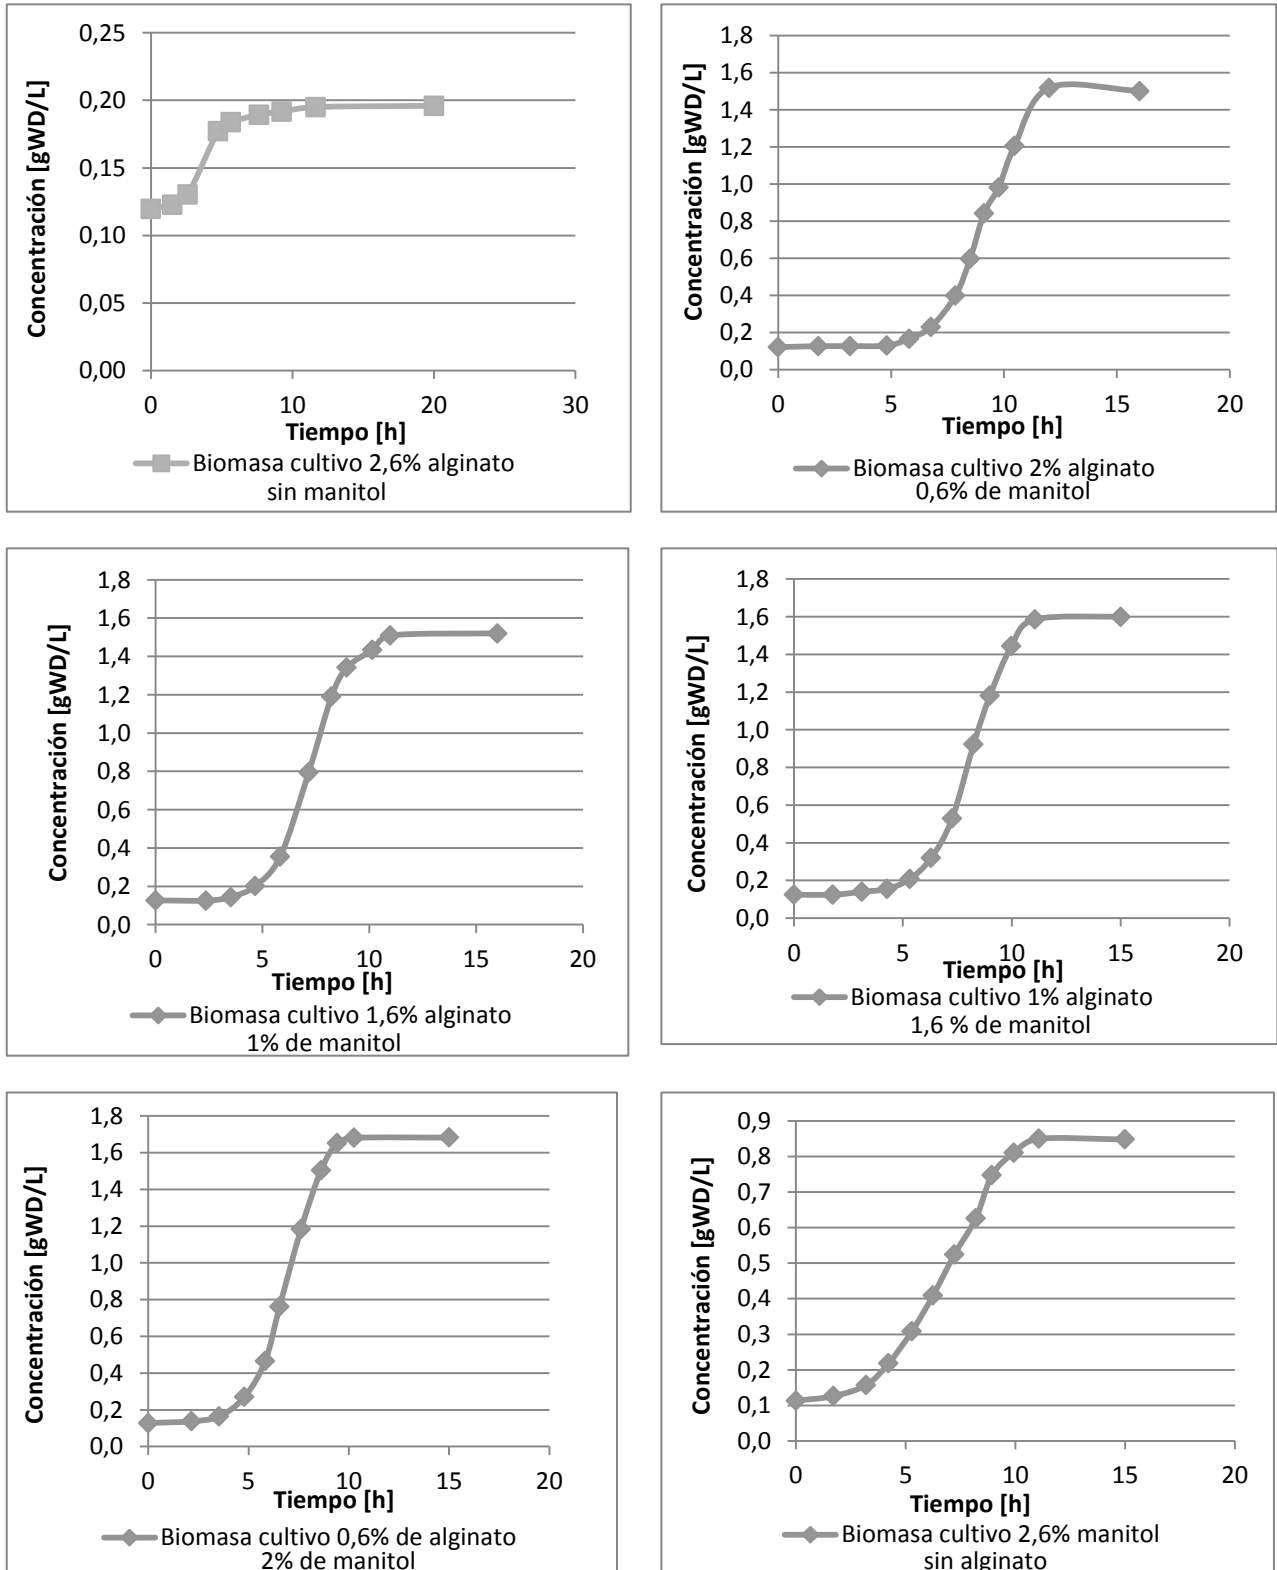 Concentración [gWD/L]
0,25
0,20
0,15
0,10
0,05
0,00
0 10 20 30
Tiempo [h]
Biomasa cultivo 2,6% alginato
sin manitol
Concentración [gWD/L]
1,8
1,6
1,4
1,2
1,0
0,8
0,6
0,4
0,2
0,0
0 5 10 15 20
Tiempo [h]
Biomasa cultivo 2% alginato
0,6% de manitol
Concentración [gWD/L]
1,8
1,6
1,4
1,2
1,0
0,8
0,6
0,4
0,2
0,0
0 5 10 15 20
Tiempo [h]
Biomasa cultivo 1,6% alginato
1% de manitol
Concentración [gWD/L]
1,8
1,6
1,4
1,2
1,0
0,8
0,6
0,4
0,2
0,0
0 5 10 15 20
Tiempo [h]
Biomasa cultivo 1% alginato
1,6 % de manitol
Concentración [gWD/L]
1,8
1,6
1,4
1,2
1,0
0,8
0,6
0,4
0,2
0,0
0 5 10 15 20
Tiempo [h]
Biomasa cultivo 0,6% de alginato
2% de manitol
Concentración [gWD/L]
0,9
0,8
0,7
0,6
0,5
0,4
0,3
0,2
0,1
0,0
0 5 10 15 20
Tiempo [h]
Biomasa cultivo 2,6% manitol
sin alginato